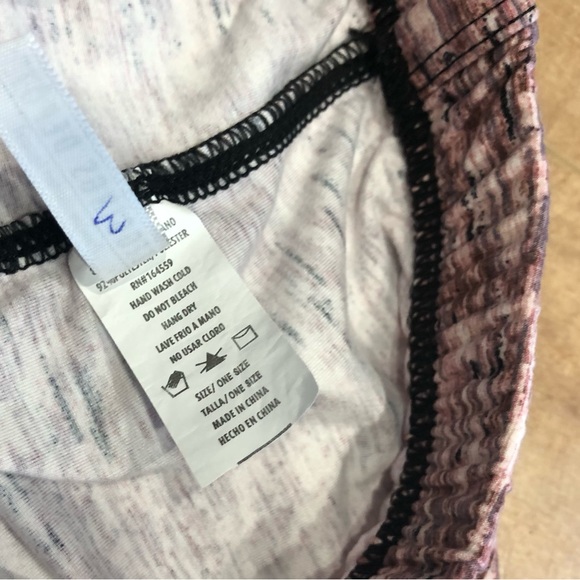 RN#164559
HAND WASH COLD
DO NOT BLEACH
HANG DRY
LAVE FRIO A MANO
NO USAR CLORO
SIZE/ ONE SIZE
TALLA/ ONE SIZE
MADE IN CHINA
HECHO EN CHINA